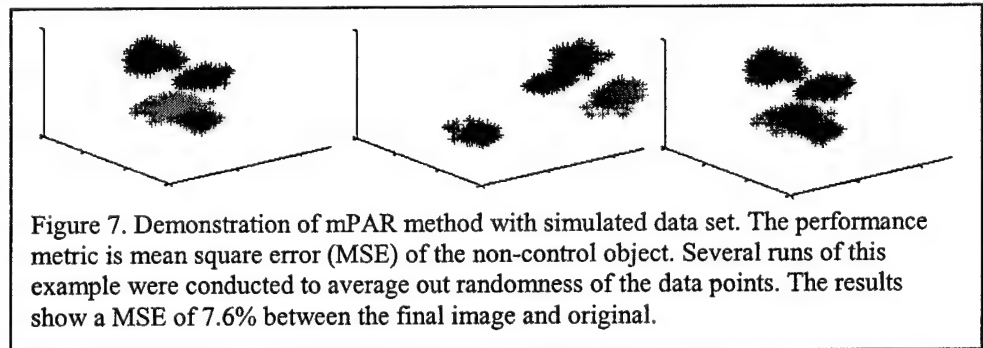 Figure 7. Demonstration of mPAR method with simulated data set. The performance
metric is mean square error (MSE) of the non-control object. Several runs of this
example were conducted to average out randomness of the data points. The results
show a MSE of 7.6% between the final image and original.